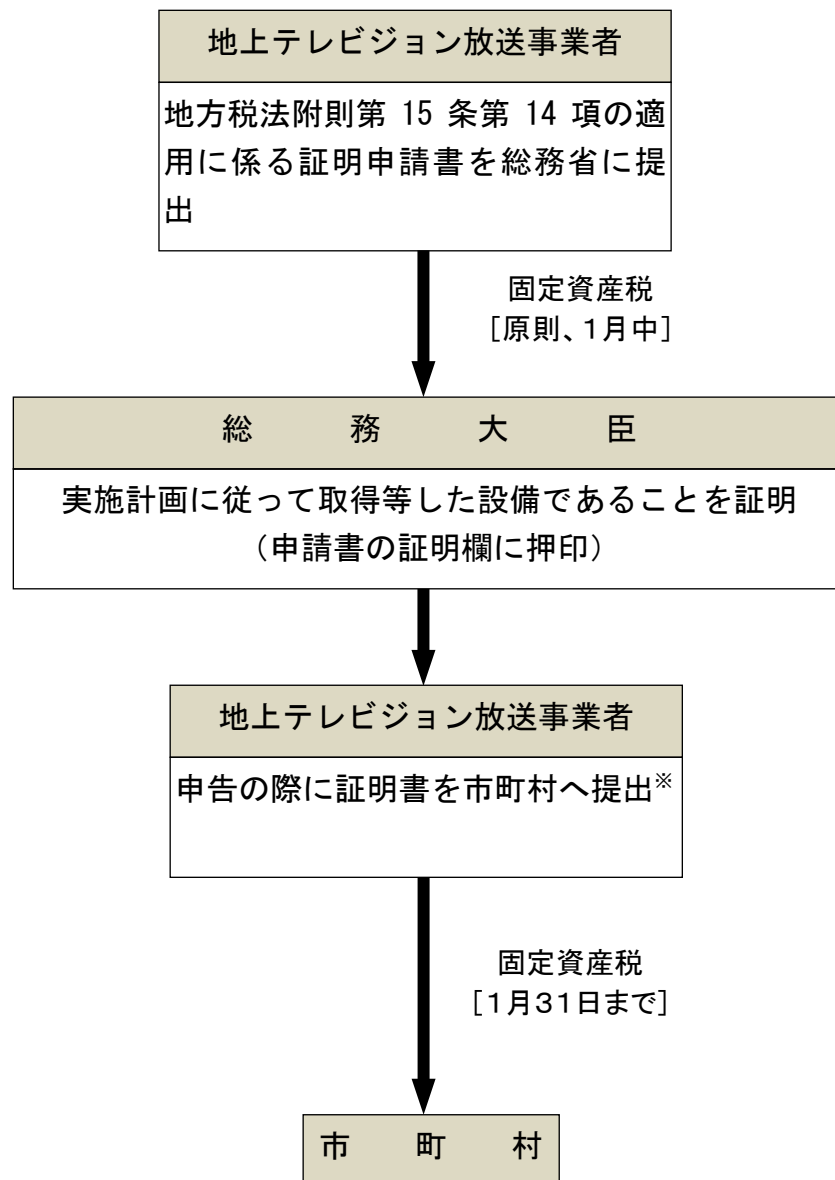 地上テレビジョン放送事業者
地方税法附則第 15 条第 14 項の適
用に係る証明申請書を総務省に提
出
固定資産税
[原則、1月中]
総　務　大　臣
実施計画に従って取得等した設備であることを証明
（申請書の証明欄に押印）
地上テレビジョン放送事業者
申告の際に証明書を市町村へ提出※
固定資産税
[1月31日まで]
市　町　村